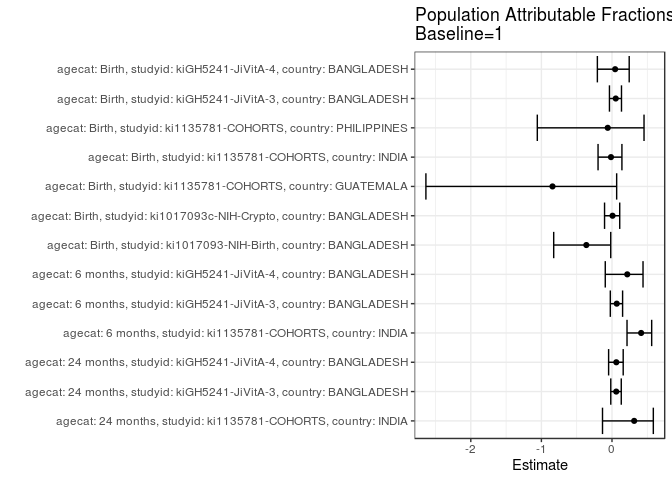 Population Attributable Fractions
Baseline=1
agecat: Birth, studyid: kiGH5241-JiVitA-4, country: BANGLADESH
agecat: Birth, studyid: kiGH5241-JiVitA-3, country: BANGLADESH
agecat: Birth, studyid: ki1135781-COHORTS, country: PHILIPPINES
agecat: Birth, studyid: ki1135781-COHORTS, country: INDIA
agecat: Birth, studyid: ki1135781-COHORTS, country: GUATEMALA
agecat: Birth, studyid: ki1017093c-NIH-Crypto, country: BANGLADESH
agecat: Birth, studyid: ki1017093-NIH-Birth, country: BANGLADESH
agecat: 6 months, studyid: kiGH5241-JiVitA-4, country: BANGLADESH
agecat: 6 months, studyid: kiGH5241-JiVitA-3, country: BANGLADESH
agecat: 6 months, studyid: ki1135781-COHORTS, country: INDIA
agecat: 24 months, studyid: kiGH5241-JiVitA-4, country: BANGLADESH
agecat: 24 months, studyid: kiGH5241-JiVitA-3, country: BANGLADESH
agecat: 24 months, studyid: ki1135781-COHORTS, country: INDIA
-2 -1 0
Estimate